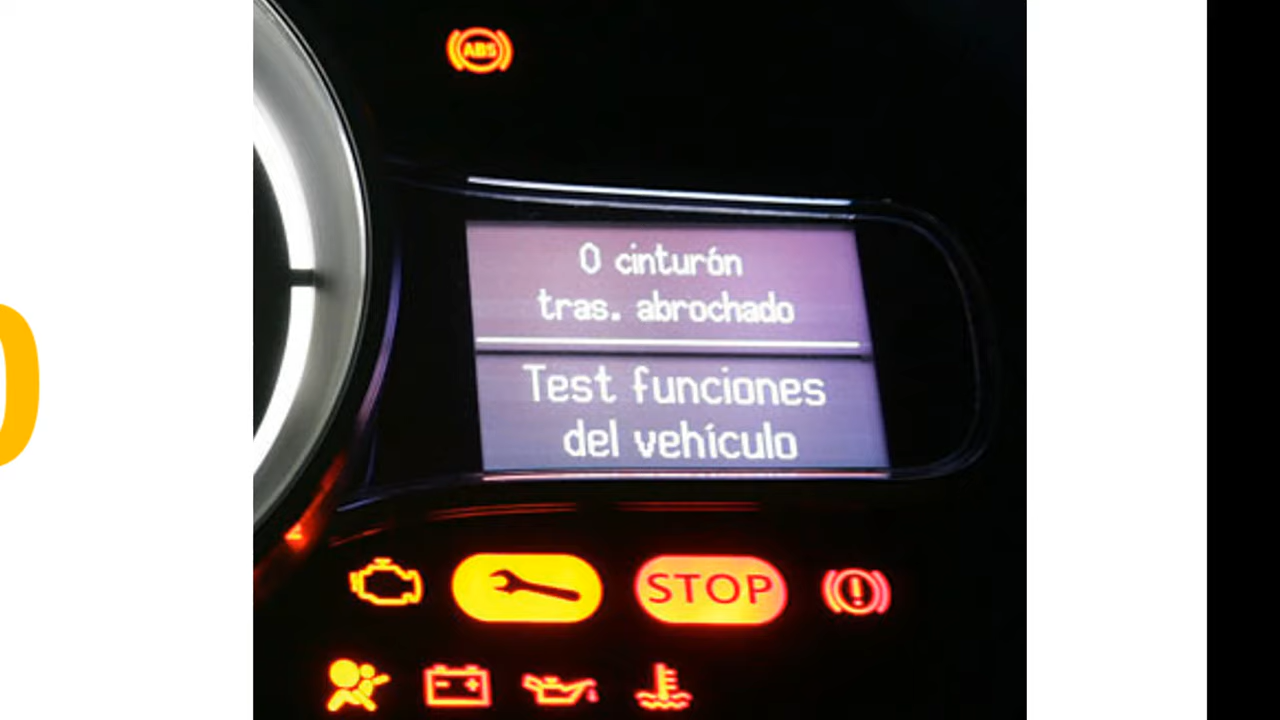 ABS
0 cinturón
tras. abrochado
Test funciones
del vehículo
STOP